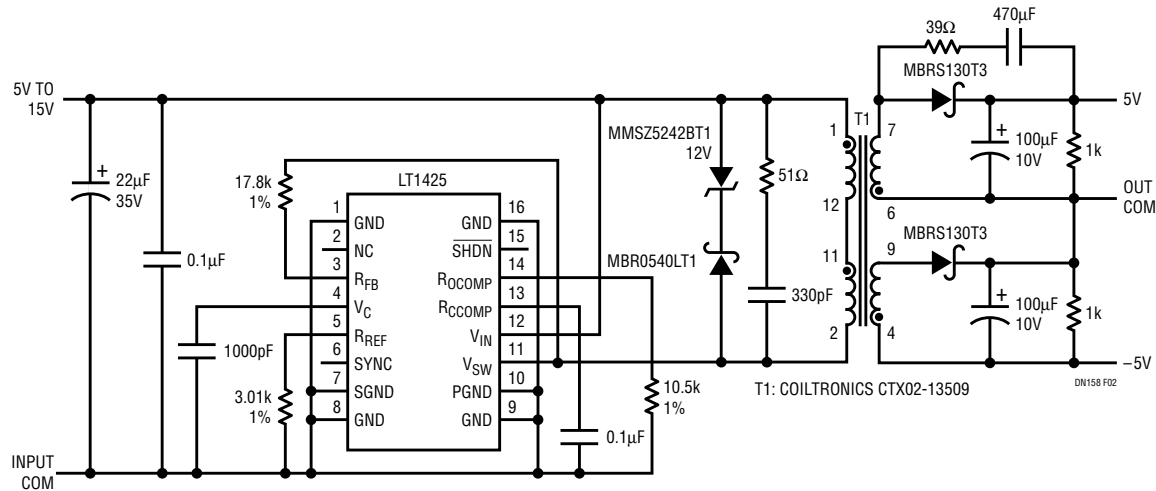 39Ω
470µF
MBRS130T3
5V TO
15V
5V
1
T1
7
MMSZ5242BT1
12V
+
100µF
10V
1k
+
22µF
35V
17.8k
1%
LT1425
51Ω
12
6
OUT
COM
1
GND
GND
16
2
NC
SHDN
15
3
RFB
ROCOMP
14
4
VC
RCCOMP
13
5
RREF
VIN
12
6
SYNC
VSW
11
7
SGND
PGND
10
8
GND
GND
9
0.1µF
MBR0540LT1
MBRS130T3
11
9
330pF
+
100µF
10V
1k
1000pF
2
4
–5V
3.01k
1%
10.5k
1%
0.1µF
T1: COILTRONICS CTX02-13509
DN158 F02
INPUT
COM